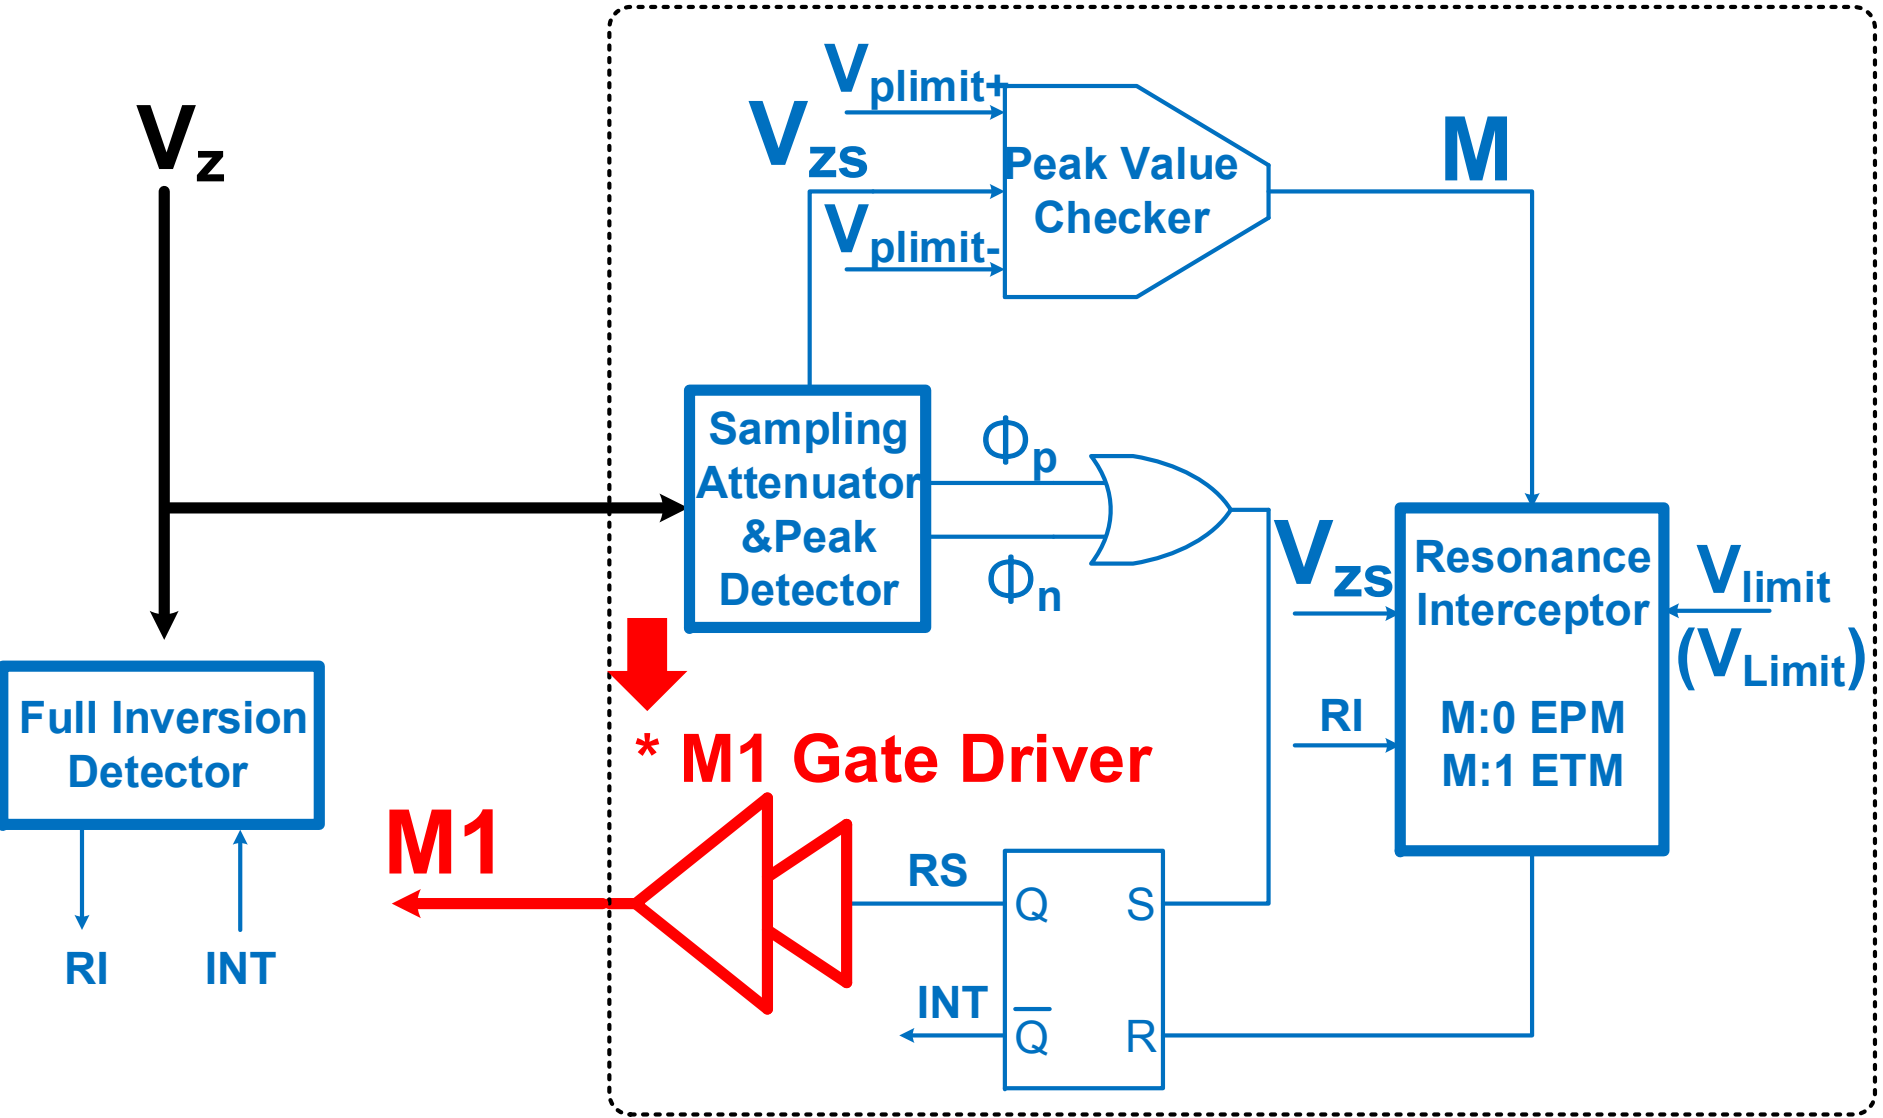 Vplimit+
Vz
Vzs
Peak Value
Checker
M
Vplimit-
Sampling
Attenuator
&Peak
Detector
Φp
Φn
Vzs
Resonance
Interceptor
Vlimit
(VLimit)
RI
M:0 EPM
M:1 ETM
Full Inversion
Detector
* M1 Gate Driver
M1
RS
Q
S
RI
INT
INT
Q̅
R